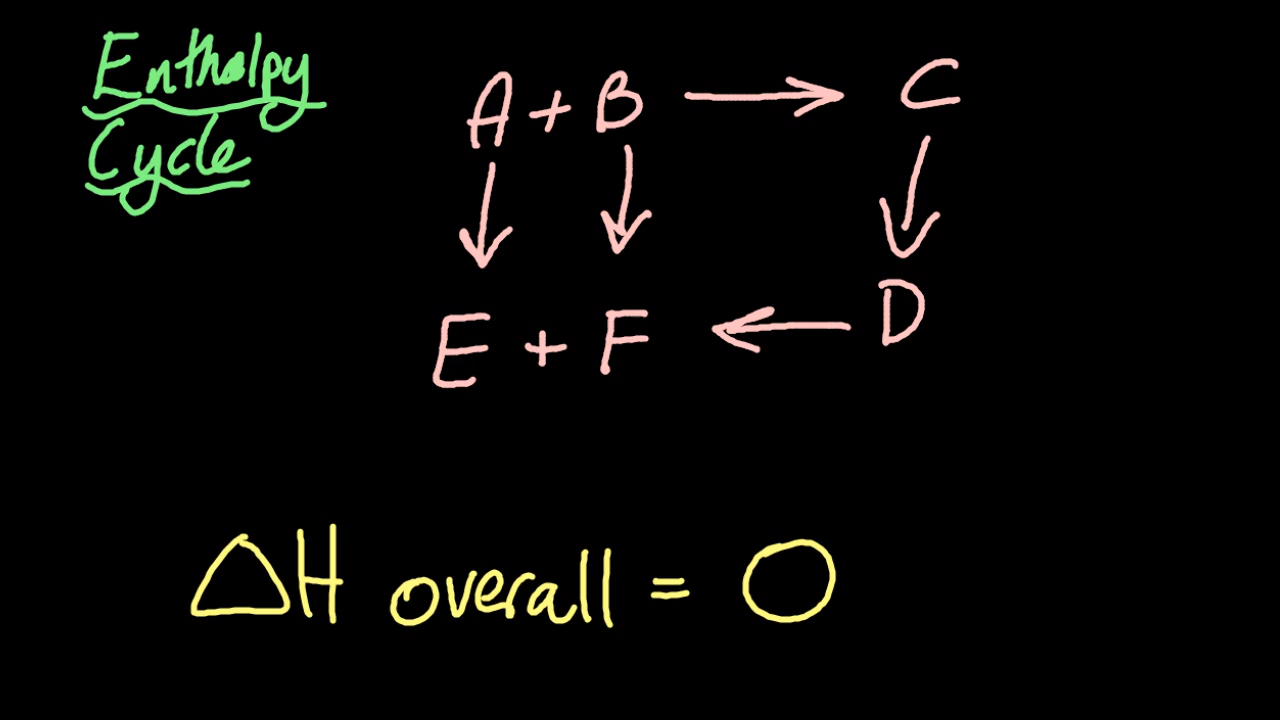 Enthalpy
Cycle
A + B → C
↓ ↓ ↓
E + F ← D
ΔH overall = 0